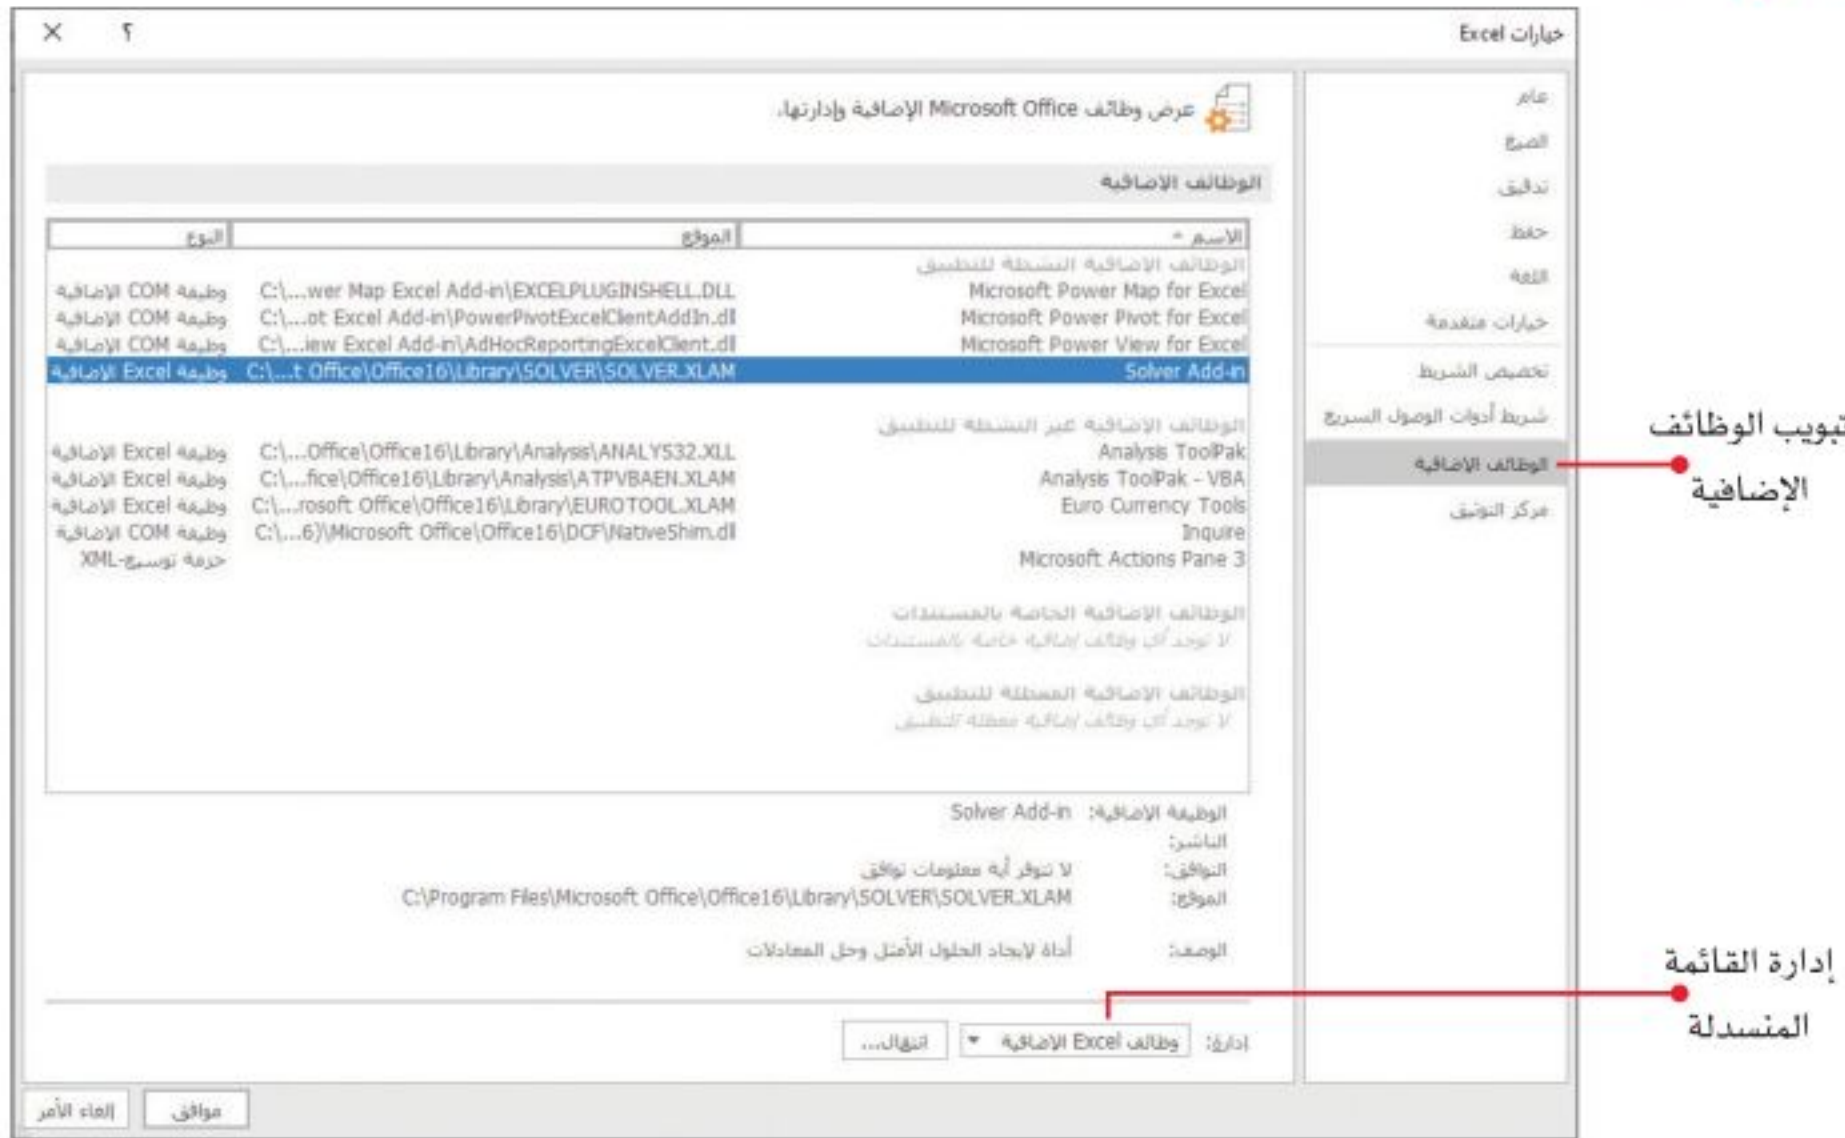 خيارات Excel
؟
عام
الصيغ
تدقيق
حفظ
اللغة
خيارات متقدمة
تخصيص الشريط
شريط أدوات الوصول السريع
الوظائف الإضافية
مركز التوثيق
عرض وظائف Microsoft Office الإضافية وإدارتها.
الوظائف الإضافية
الاسم الموقع النوع
الوظائف الإضافية النشطة للتطبيق
Microsoft Power Map for Excel C:\...wer Map Excel Add-in\EXCELPLUGINSHELL.DLL وظيفة COM الإضافية
Microsoft Power Pivot for Excel C:\...ot Excel Add-in\PowerPivotExcelClientAddIn.dll وظيفة COM الإضافية
Microsoft Power View for Excel C:\...iew Excel Add-in\AdHocReportingExcelClient.dll وظيفة COM الإضافية
Solver Add-in C:\...t Office\Office16\Library\SOLVER\SOLVER.XLAM وظيفة Excel الإضافية
الوظائف الإضافية غير النشطة للتطبيق
Analysis ToolPak C:\...Office\Office16\Library\Analysis\ANALYS32.XLL وظيفة Excel الإضافية
Analysis ToolPak - VBA C:\...fice\Office16\Library\Analysis\ATPVBAEN.XLAM وظيفة Excel الإضافية
Euro Currency Tools C:\...rosoft Office\Office16\Library\EUROTOOL.XLAM وظيفة Excel الإضافية
Inquire C:\...6)\Microsoft Office\Office16\DCF\NativeShim.dll وظيفة COM الإضافية
Microsoft Actions Pane 3 حزمة توسيع-XML
الوظائف الإضافية الخاصة بالمستندات
لا توجد أي وظائف إضافية خاصة بالمستندات
الوظائف الإضافية المعطلة للتطبيق
لا توجد أي وظائف إضافية معطلة للتطبيق
الوظيفة الإضافية: Solver Add-in
الناشر:
التوافق: لا تتوفر أية معلومات توافق
الموقع: C:\Program Files\Microsoft Office\Office16\Library\SOLVER\SOLVER.XLAM
الوصف: أداة لإيجاد الحلول الأمثل وحل المعادلات
إدارة: وظائف Excel الإضافية انتقال...
موافق إلغاء الأمر
تبويب الوظائف
الإضافية
إدارة القائمة
المنسدلة